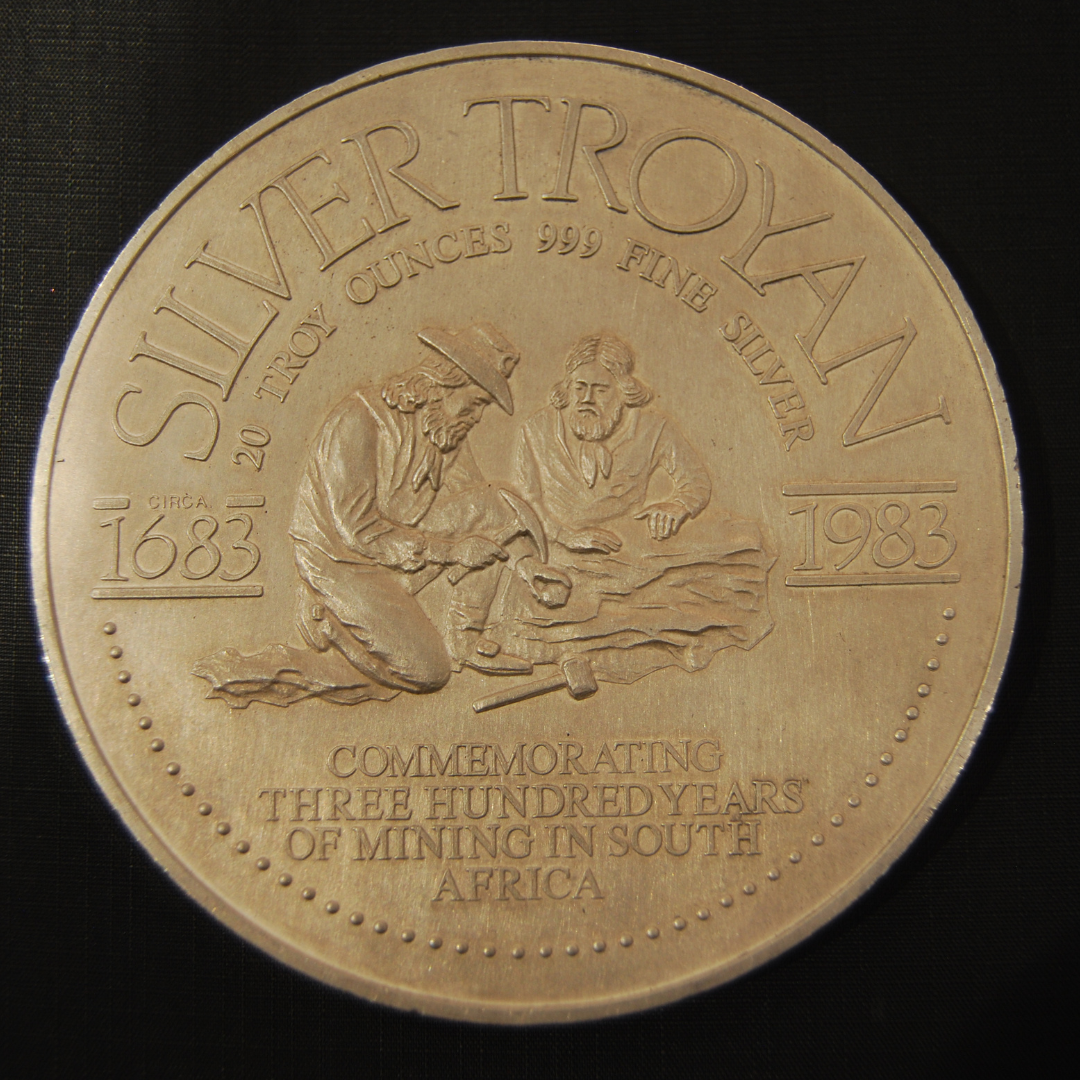 SILVER TROYAN
20 TROY OUNCES 999 FINE SILVER
CIRCA
1683
1983
COMMEMORATING
THREE HUNDRED YEARS
OF MINING IN SOUTH
AFRICA